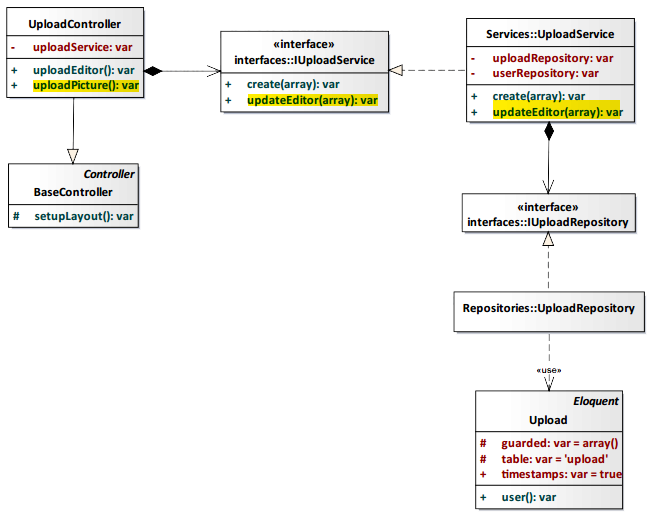 UploadController
- uploadService: var
+ uploadEditor(): var
+ uploadPicture(): var
«interface»
interfaces::IUploadService
+ create(array): var
+ updateEditor(array): var
Services::UploadService
- uploadRepository: var
- userRepository: var
+ create(array): var
+ updateEditor(array): var
Controller
BaseController
# setupLayout(): var
«interface»
interfaces::IUploadRepository
Repositories::UploadRepository
«use»
Eloquent
Upload
# guarded: var = array()
# table: var = 'upload'
+ timestamps: var = true
+ user(): var